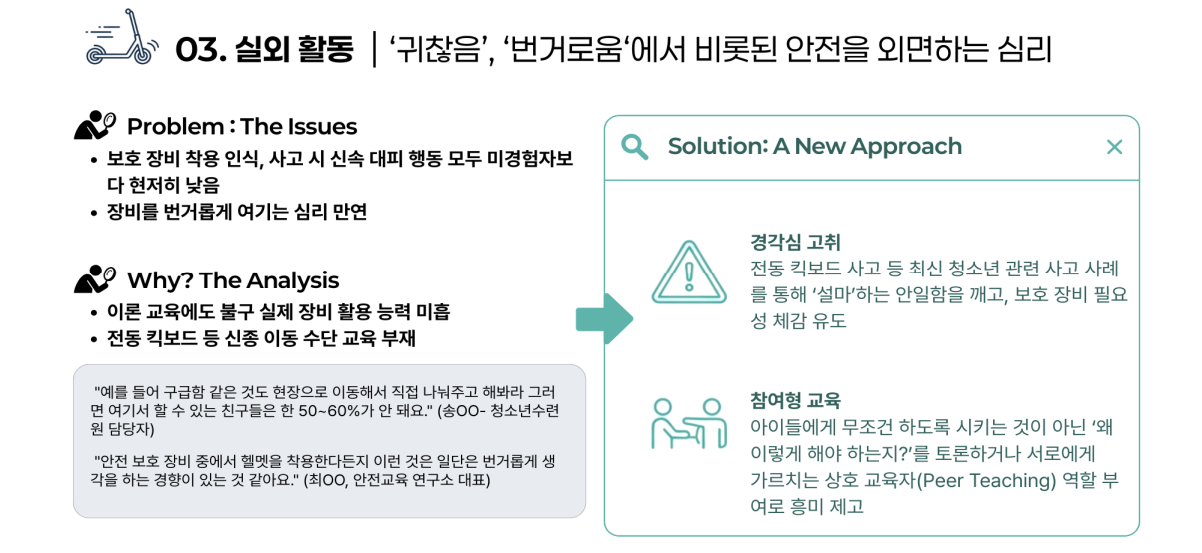 03. 실외 활동 | ‘귀찮음’, ‘번거로움‘에서 비롯된 안전을 외면하는 심리
Problem : The Issues
• 보호 장비 착용 인식, 사고 시 신속 대피 행동 모두 미경험자보
다 현저히 낮음
• 장비를 번거롭게 여기는 심리 만연
Why? The Analysis
• 이론 교육에도 불구 실제 장비 활용 능력 미흡
• 전동 킥보드 등 신종 이동 수단 교육 부재
"예를 들어 구급함 같은 것도 현장으로 이동해서 직접 나눠주고 해봐라 그러
면 여기서 할 수 있는 친구들은 한 50~60%가 안 돼요." (송OO- 청소년수련
원 담당자)
"안전 보호 장비 중에서 헬멧을 착용한다든지 이런 것은 일단은 번거롭게 생
각을 하는 경향이 있는 것 같아요." (최OO, 안전교육 연구소 대표)
Solution: A New Approach
경각심 고취
전동 킥보드 사고 등 최신 청소년 관련 사고 사례
를 통해 ‘설마’하는 안일함을 깨고, 보호 장비 필요
성 체감 유도
참여형 교육
아이들에게 무조건 하도록 시키는 것이 아닌 ‘왜
이렇게 해야 하는지?’를 토론하거나 서로에게
가르치는 상호 교육자(Peer Teaching) 역할 부
여로 흥미 제고